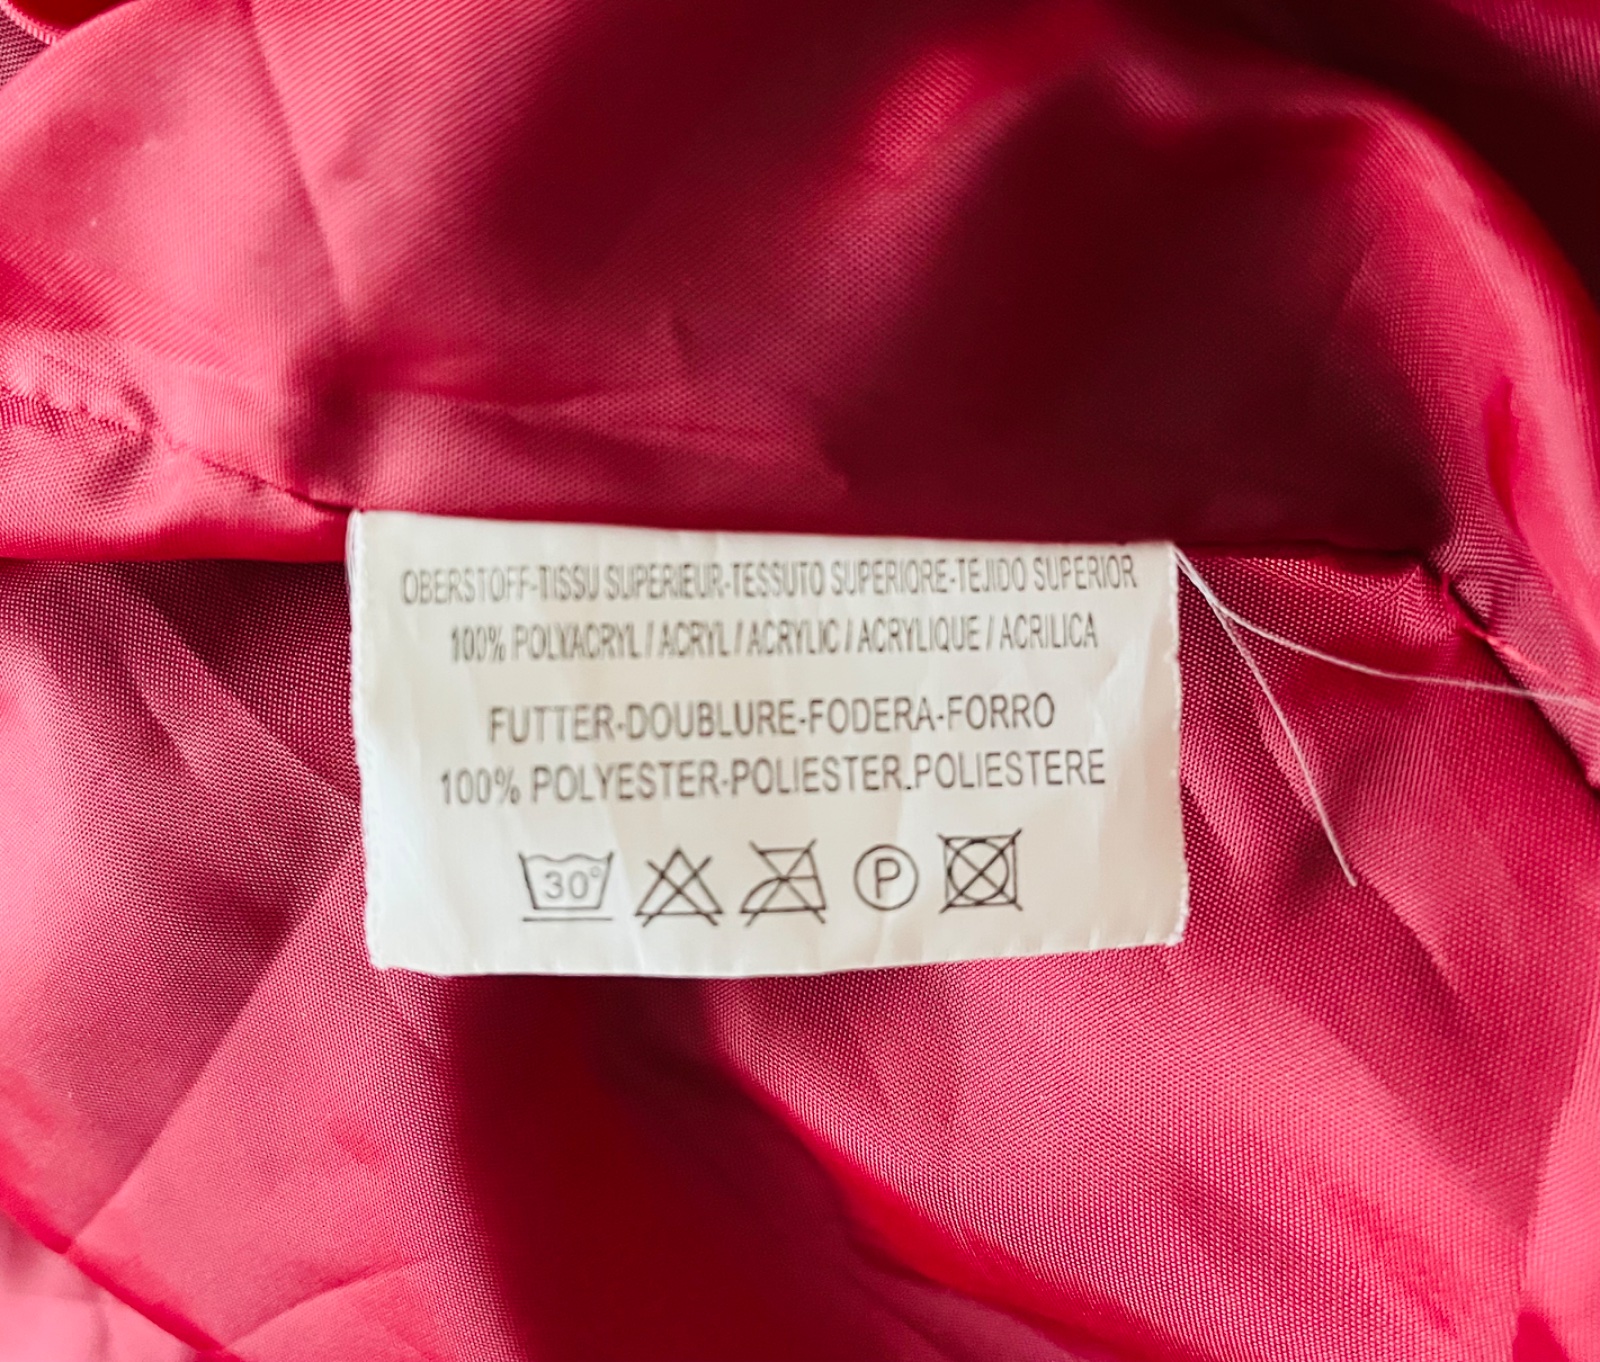 OBERSTOFF-TISSU SUPERIEUR-TESSUTO SUPERIORE-TEJIDO SUPERIOR
100% POLYACRYL / ACRYL / ACRYLIC / ACRYLIQUE / ACRILICA
FUTTER-DOUBLURE-FODERA-FORRO
100% POLYESTER-POLIESTER.POLIESTERE
30° P